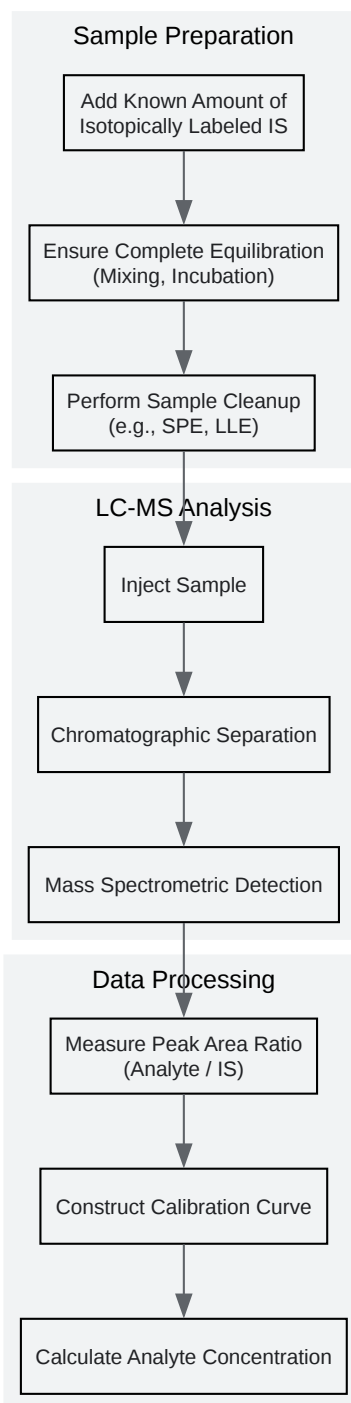 Sample Preparation
Add Known Amount of
Isotopically Labeled IS
Ensure Complete Equilibration
(Mixing, Incubation)
Perform Sample Cleanup
(e.g., SPE, LLE)
LC-MS Analysis
Inject Sample
Chromatographic Separation
Mass Spectrometric Detection
Data Processing
Measure Peak Area Ratio
(Analyte / IS)
Construct Calibration Curve
Calculate Analyte Concentration